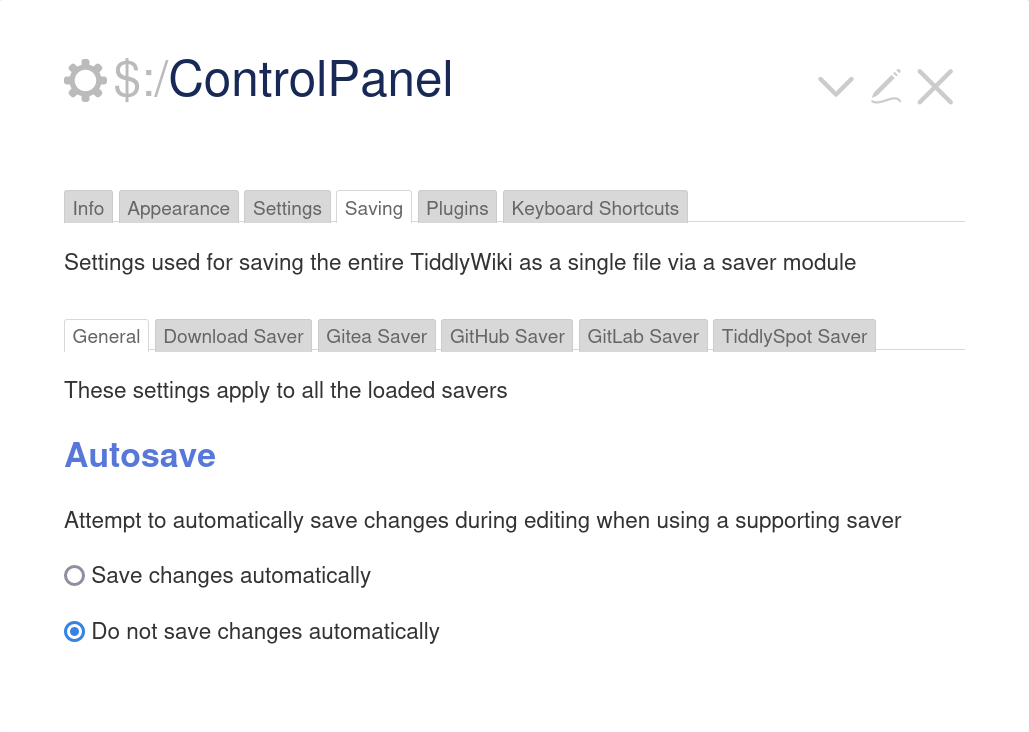 $:/ControlPanel
Info Appearance Settings Saving Plugins Keyboard Shortcuts
Settings used for saving the entire TiddlyWiki as a single file via a saver module
General Download Saver Gitea Saver GitHub Saver GitLab Saver TiddlySpot Saver
These settings apply to all the loaded savers
Autosave
Attempt to automatically save changes during editing when using a supporting saver
Save changes automatically
Do not save changes automatically